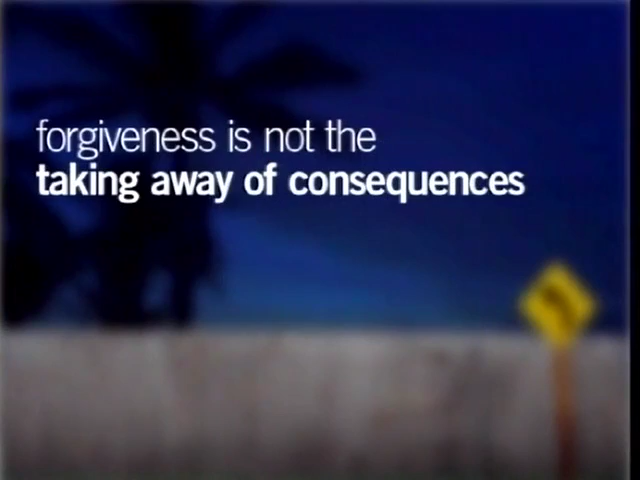 forgiveness is not the
taking away of consequences